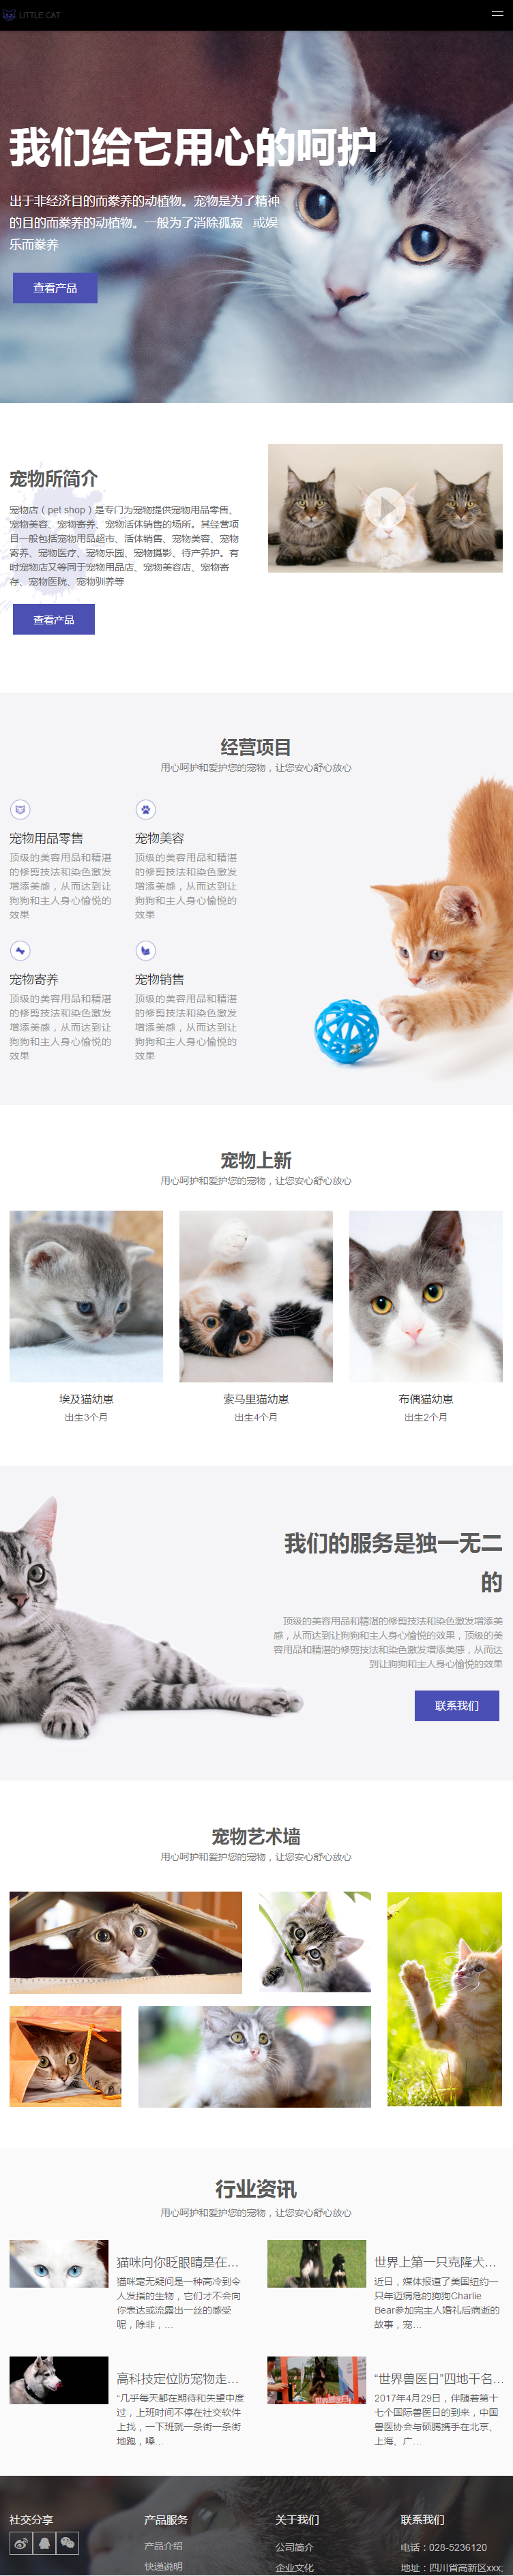 LITTLE CAT
我们给它用心的呵护
出于非经济目的而豢养的动植物。宠物是为了精神
的目的而豢养的动植物。一般为了消除孤寂 或娱
乐而豢养
查看产品
宠物所简介
宠物店（pet shop）是专门为宠物提供宠物用品零售、
宠物美容、宠物寄养、宠物活体销售的场所。其经营项
目一般包括宠物用品超市、活体销售、宠物美容、宠物
寄养、宠物医疗、宠物乐园、宠物摄影、待产养护。有
时宠物店又等同于宠物用品店、宠物美容店、宠物寄
存、宠物医院、宠物驯养等
查看产品
经营项目
用心呵护和爱护您的宠物，让您安心舒心放心
宠物用品零售
顶级的美容用品和精湛
的修剪技法和染色激发
增添美感，从而达到让
狗狗和主人身心愉悦的
效果
宠物美容
顶级的美容用品和精湛
的修剪技法和染色激发
增添美感，从而达到让
狗狗和主人身心愉悦的
效果
宠物寄养
顶级的美容用品和精湛
的修剪技法和染色激发
增添美感，从而达到让
狗狗和主人身心愉悦的
效果
宠物销售
顶级的美容用品和精湛
的修剪技法和染色激发
增添美感，从而达到让
狗狗和主人身心愉悦的
效果
宠物上新
用心呵护和爱护您的宠物，让您安心舒心放心
埃及猫幼崽
出生3个月
索马里猫幼崽
出生4个月
布偶猫幼崽
出生2个月
我们的服务是独一无二
的
顶级的美容用品和精湛的修剪技法和染色激发增添美
感，从而达到让狗狗和主人身心愉悦的效果，顶级的美
容用品和精湛的修剪技法和染色激发增添美感，从而达
到让狗狗和主人身心愉悦的效果
联系我们
宠物艺术墙
用心呵护和爱护您的宠物，让您安心舒心放心
行业资讯
用心呵护和爱护您的宠物，让您安心舒心放心
猫咪向你眨眼睛是在...
猫咪毫无疑问是一种高冷到令
人发指的生物，它们才不会向
你表达或流露出一丝的感受
呢，除非，...
世界上第一只克隆犬...
近日，媒体报道了美国纽约一
只年迈病危的狗狗Charlie
Bear参加完主人婚礼后病逝的
故事，宠...
高科技定位防宠物走...
“几乎每天都在期待和失望中度
过，上班时间不停在社交软件
上找，一下班就一条街一条街
地跑，嗓...
世界兽医日
“世界兽医日”四地千名...
2017年4月29日，伴随着第十
七个国际兽医日的到来，中国
兽医协会与硕腾携手在北京、
上海、广...
社交分享
产品服务
产品介绍
快递说明
关于我们
公司简介
企业文化
联系我们
电话：028-5236120
地址：四川省高新区xxx;